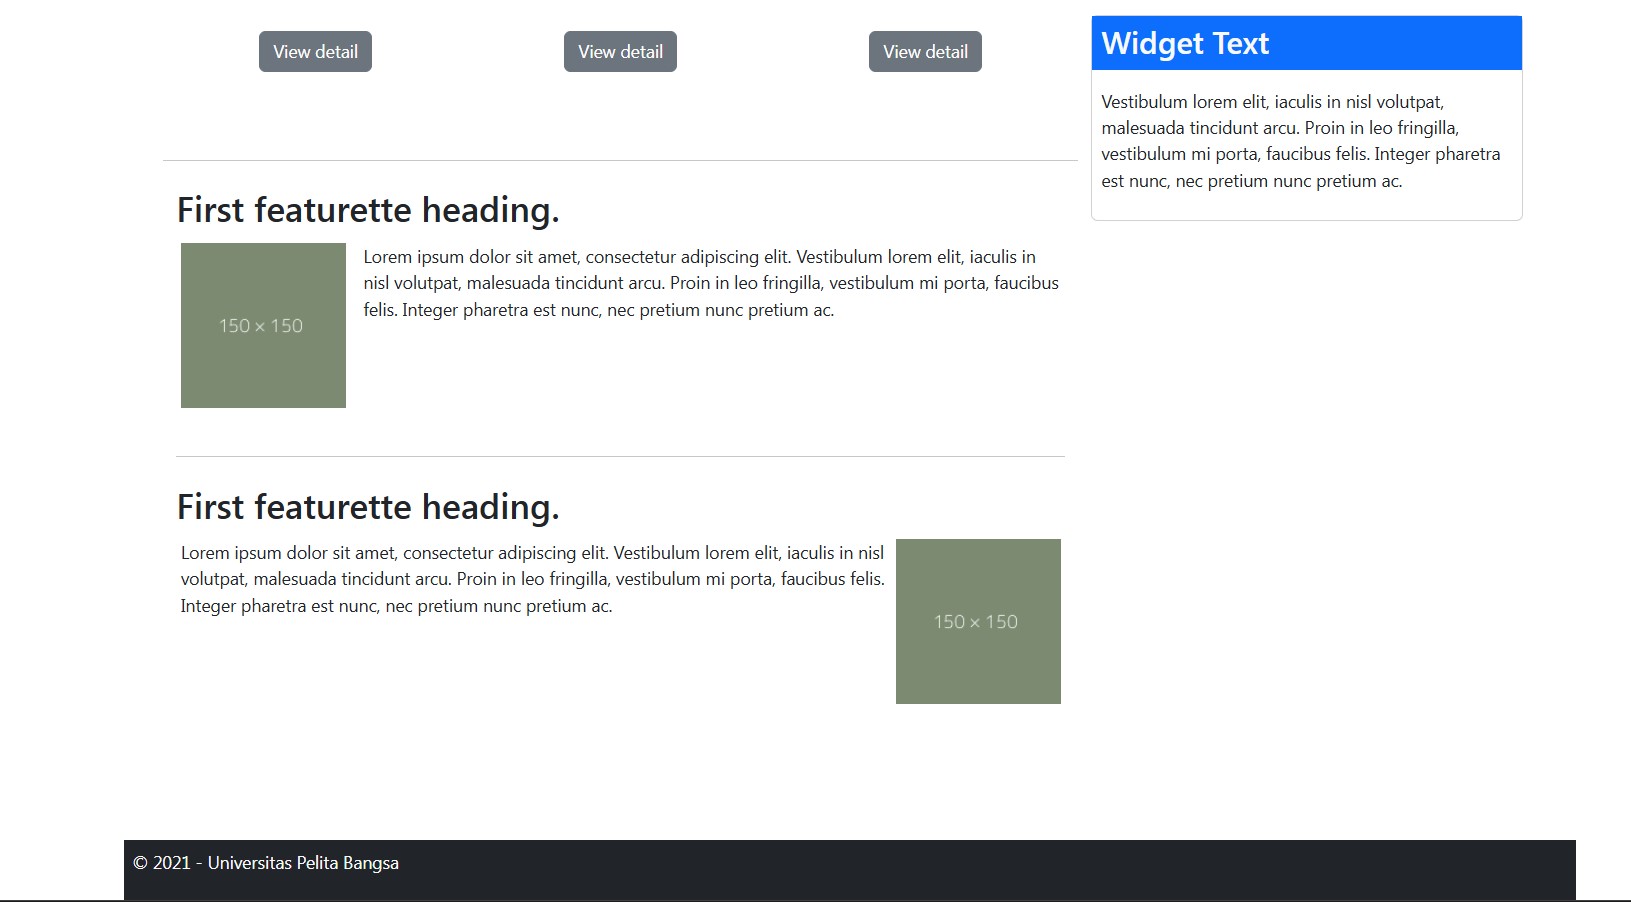 View detail
View detail
View detail
Widget Text
Vestibulum lorem elit, iaculis in nisl volutpat,
malesuada tincidunt arcu. Proin in leo fringilla,
vestibulum mi porta, faucibus felis. Integer pharetra
est nunc, nec pretium nunc pretium ac.
First featurette heading.
150 × 150
Lorem ipsum dolor sit amet, consectetur adipiscing elit. Vestibulum lorem elit, iaculis in
nisl volutpat, malesuada tincidunt arcu. Proin in leo fringilla, vestibulum mi porta, faucibus
felis. Integer pharetra est nunc, nec pretium nunc pretium ac.
First featurette heading.
Lorem ipsum dolor sit amet, consectetur adipiscing elit. Vestibulum lorem elit, iaculis in nisl
volutpat, malesuada tincidunt arcu. Proin in leo fringilla, vestibulum mi porta, faucibus felis.
Integer pharetra est nunc, nec pretium nunc pretium ac.
150 × 150
© 2021 - Universitas Pelita Bangsa